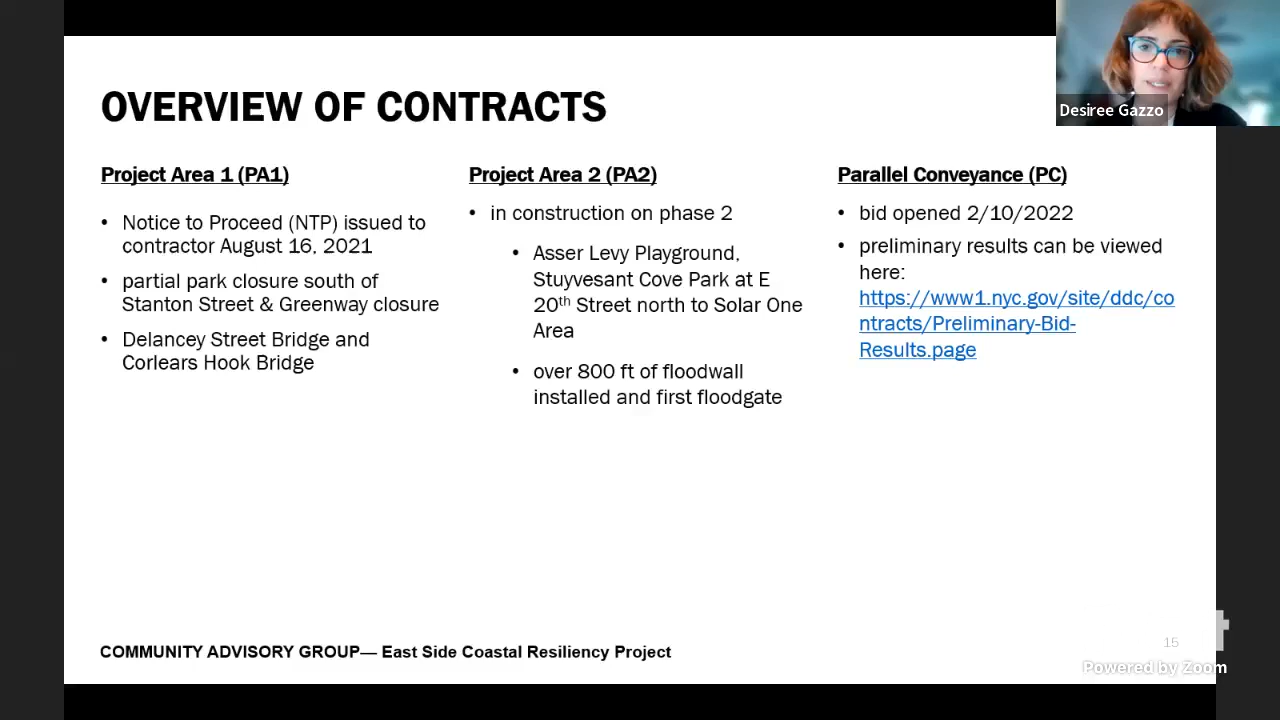 OVERVIEW OF CONTRACTS
Desiree Gazzo
Project Area 1 (PA1)
• Notice to Proceed (NTP) issued to
contractor August 16, 2021
• partial park closure south of
Stanton Street & Greenway closure
• Delancey Street Bridge and
Corlears Hook Bridge
Project Area 2 (PA2)
• in construction on phase 2
• Asser Levy Playground,
Stuyvesant Cove Park at E
20th Street north to Solar One
Area
• over 800 ft of floodwall
installed and first floodgate
Parallel Conveyance (PC)
• bid opened 2/10/2022
• preliminary results can be viewed
here:
https://www1.nyc.gov/site/ddc/co
ntracts/Preliminary-Bid-
Results.page
COMMUNITY ADVISORY GROUP— East Side Coastal Resiliency Project
15
Powered by Zoom